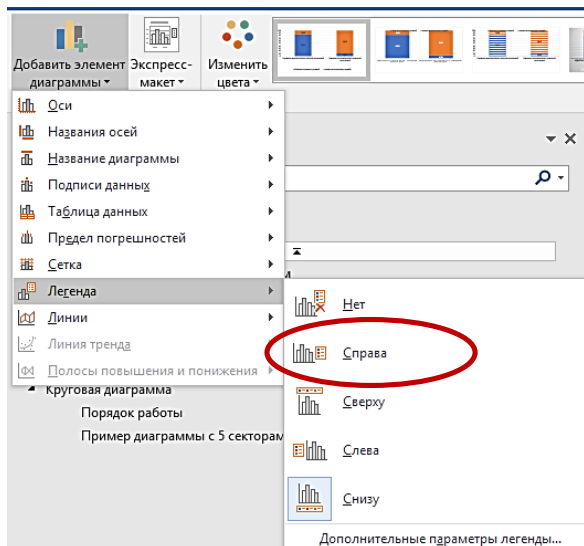 Добавить элемент диаграммы
Экспресс-макет
Изменить цвета
Оси
Названия осей
Название диаграммы
Подписи данных
Таблица данных
Предел погрешностей
Сетка
Легенда
Линии
Линия тренда
Полосы повышения и понижения
Нет
Справа
Сверху
Слева
Снизу
Дополнительные параметры легенды...
Круговая диаграмма
Порядок работы
Пример диаграммы с 5 секторам